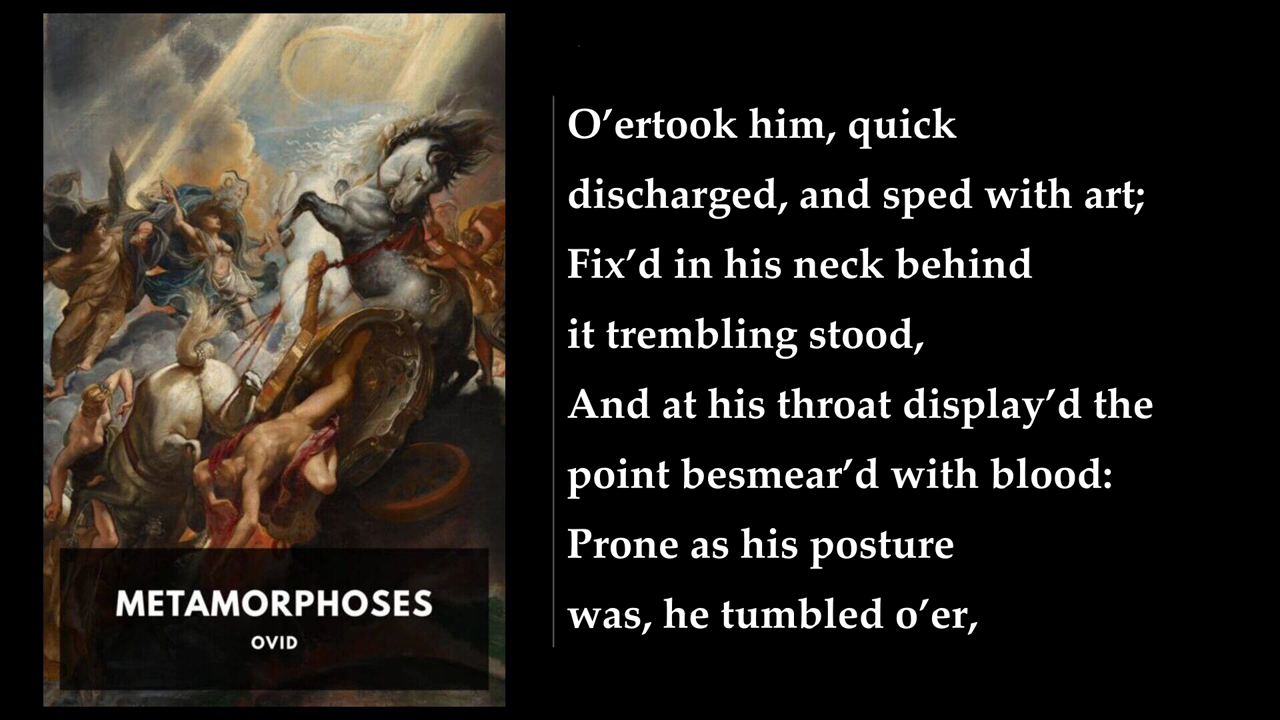 METAMORPHOSES
OVID
O’ertook him, quick
discharged, and sped with art;
Fix’d in his neck behind
it trembling stood,
And at his throat display’d the
point besmear’d with blood:
Prone as his posture
was, he tumbled o’er,